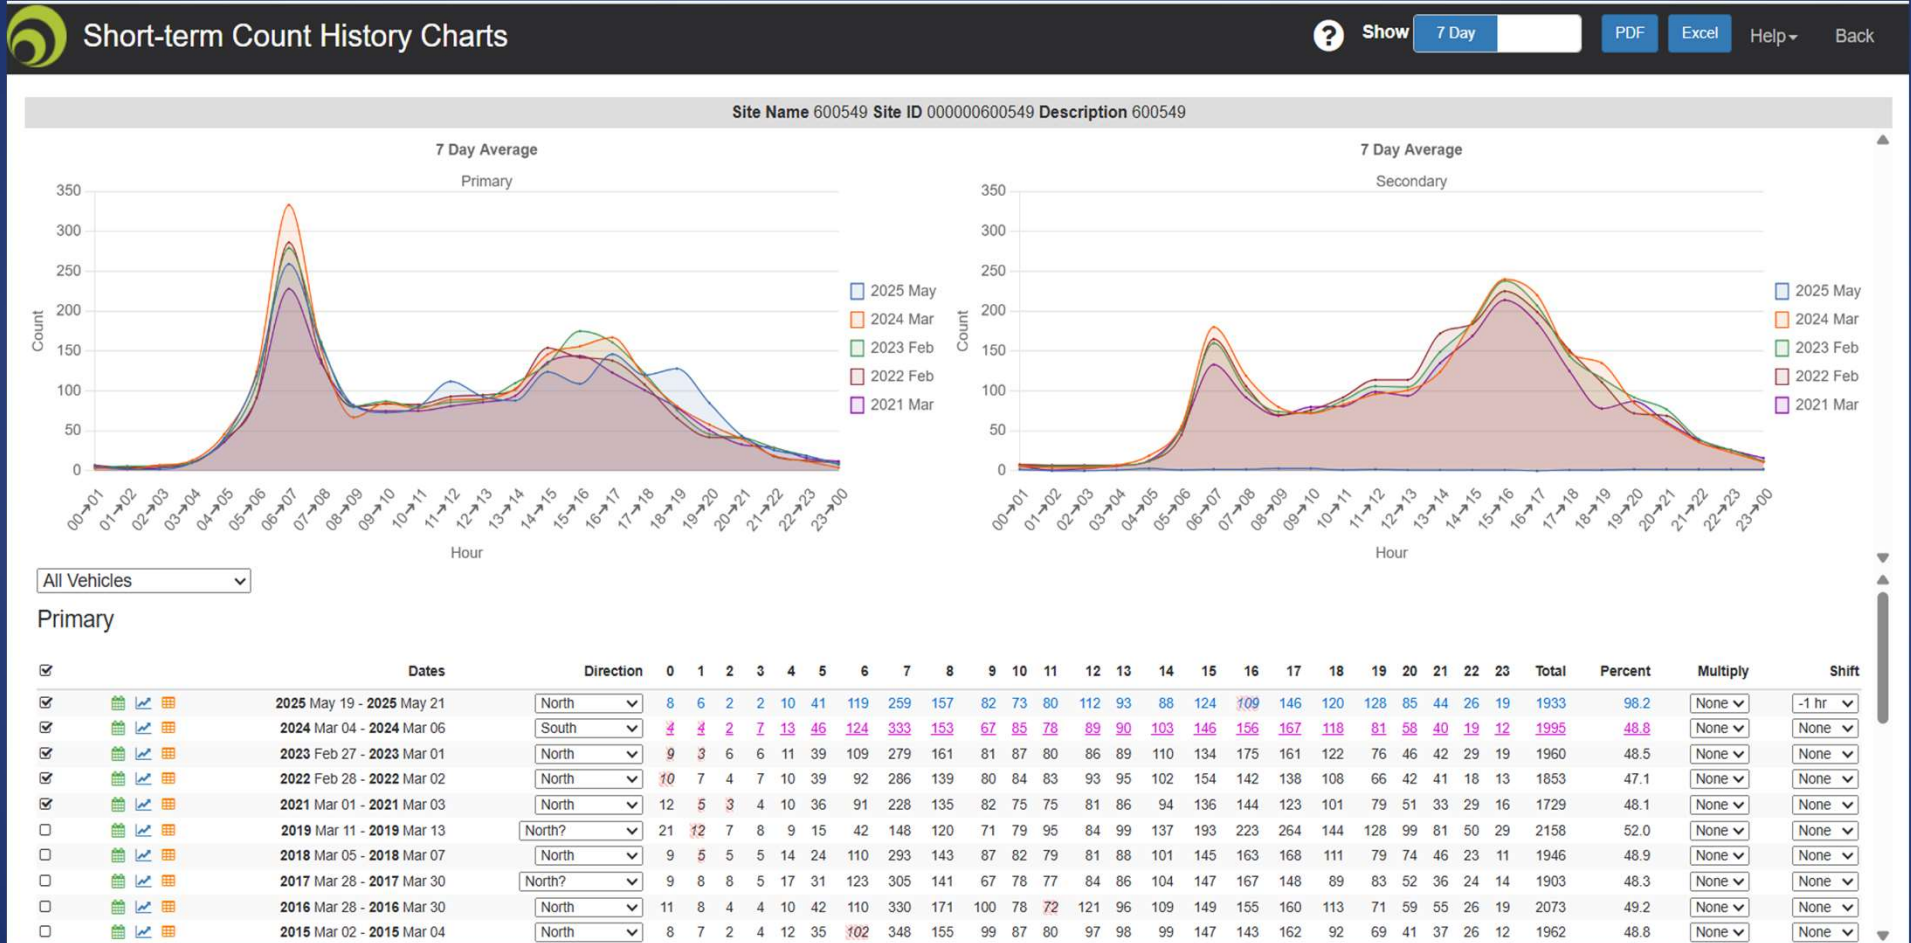 Short-term Count History Charts
? Show 7 Day PDF Excel Help Back
Site Name 600549 Site ID 000000600549 Description 600549
7 Day Average
Primary
Count
350
300
250
200
150
100
50
0
00→01 01→02 02→03 03→04 04→05 05→06 06→07 07→08 08→09 09→10 10→11 11→12 12→13 13→14 14→15 15→16 16→17 17→18 18→19 19→20 20→21 21→22 22→23 23→00
Hour
2025 May
2024 Mar
2023 Feb
2022 Feb
2021 Mar
7 Day Average
Secondary
Count
350
300
250
200
150
100
50
0
00→01 01→02 02→03 03→04 04→05 05→06 06→07 07→08 08→09 09→10 10→11 11→12 12→13 13→14 14→15 15→16 16→17 17→18 18→19 19→20 20→21 21→22 22→23 23→00
Hour
2025 May
2024 Mar
2023 Feb
2022 Feb
2021 Mar
All Vehicles
Primary
Dates Direction 0 1 2 3 4 5 6 7 8 9 10 11 12 13 14 15 16 17 18 19 20 21 22 23 Total Percent Multiply Shift
2025 May 19 - 2025 May 21 North 8 6 2 2 10 41 119 259 157 82 73 80 112 93 88 124 109 146 120 128 85 44 26 19 1933 98.2 None -1 hr
2024 Mar 04 - 2024 Mar 06 South 4 4 2 7 13 46 124 333 153 67 85 78 89 90 103 146 156 167 118 81 58 40 19 12 1995 48.8 None None
2023 Feb 27 - 2023 Mar 01 North 9 3 6 6 11 39 109 279 161 81 87 80 86 89 110 134 175 161 122 76 46 42 29 19 1960 48.5 None None
2022 Feb 28 - 2022 Mar 02 North 10 7 4 7 10 39 92 286 139 80 84 83 93 95 102 154 142 138 108 66 42 41 18 13 1853 47.1 None None
2021 Mar 01 - 2021 Mar 03 North 12 5 3 4 10 36 91 228 135 82 75 75 81 86 94 136 144 123 101 79 51 33 29 16 1729 48.1 None None
2019 Mar 11 - 2019 Mar 13 North? 21 12 7 8 9 15 42 148 120 71 79 95 84 99 137 193 223 264 144 128 99 81 50 29 2158 52.0 None None
2018 Mar 05 - 2018 Mar 07 North 9 5 5 5 14 24 110 293 143 87 82 79 81 88 101 145 163 168 111 79 74 46 23 11 1946 48.9 None None
2017 Mar 28 - 2017 Mar 30 North? 9 8 8 5 17 31 123 305 141 67 78 77 84 86 104 147 167 148 89 83 52 36 24 14 1903 48.3 None None
2016 Mar 28 - 2016 Mar 30 North 11 8 4 4 10 42 110 330 171 100 78 72 121 96 109 149 155 160 113 71 59 55 26 19 2073 49.2 None None
2015 Mar 02 - 2015 Mar 04 North 8 7 2 4 12 35 102 348 155 99 87 80 97 98 99 147 143 162 92 69 41 37 26 12 1962 48.8 None None